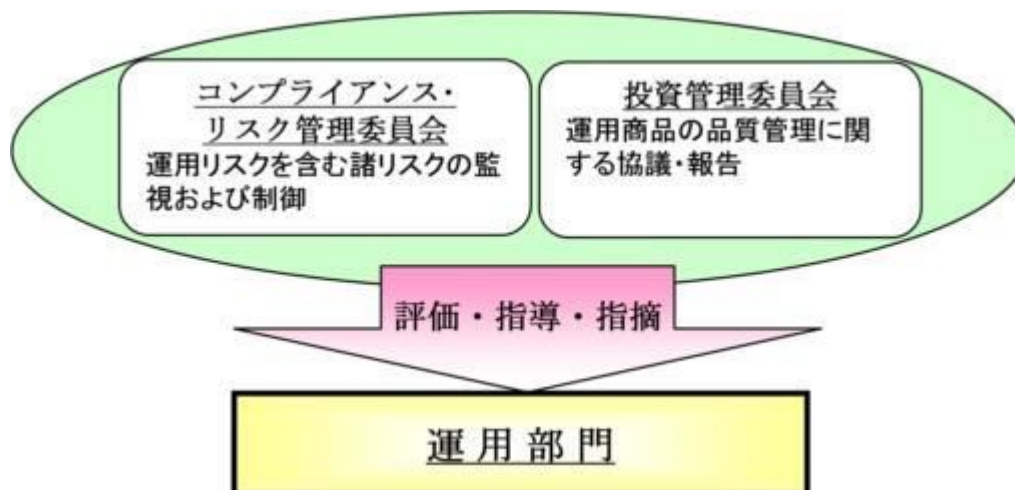 コンプライアンス・
リスク管理委員会
運用リスクを含む諸リスクの監
視および制御
投資管理委員会
運用商品の品質管理に関
する協議・報告
評価・指導・指摘
運用部門